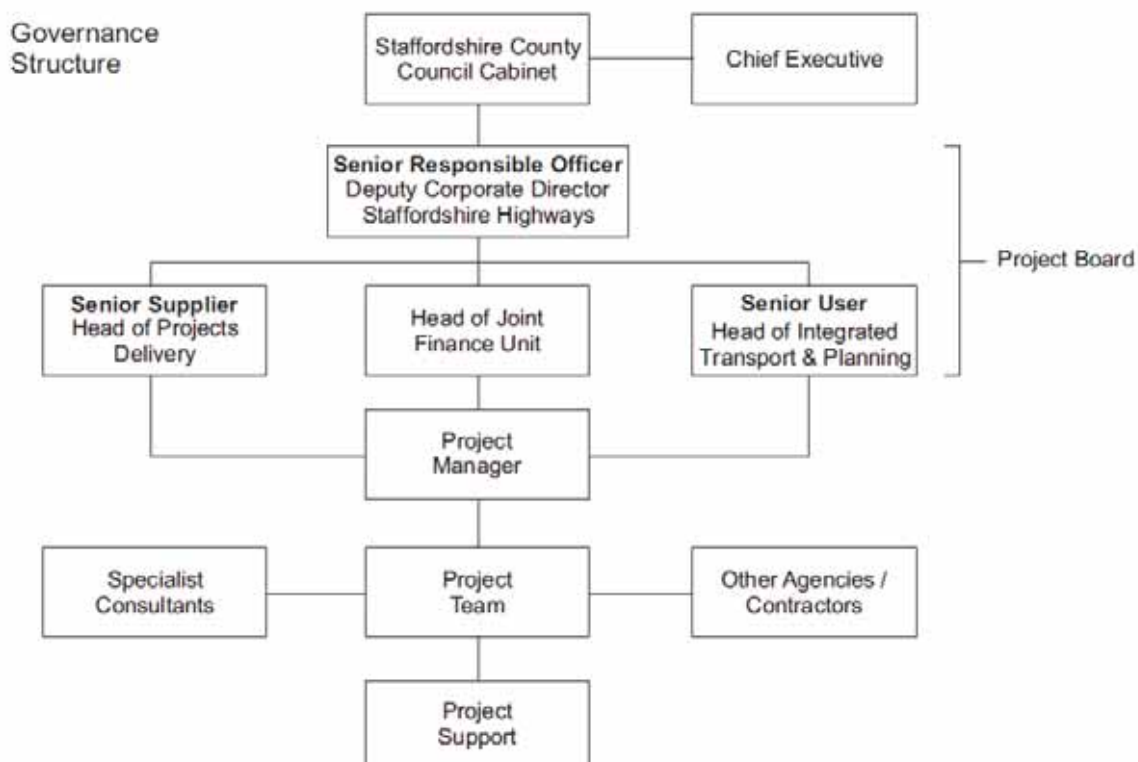 Governance
Structure
Staffordshire County
Council Cabinet
Chief Executive
Senior Responsible Officer
Deputy Corporate Director
Staffordshire Highways
Project Board
Senior Supplier
Head of Projects
Delivery
Head of Joint
Finance Unit
Senior User
Head of Integrated
Transport & Planning
Project
Manager
Specialist
Consultants
Project
Team
Other Agencies /
Contractors
Project
Support